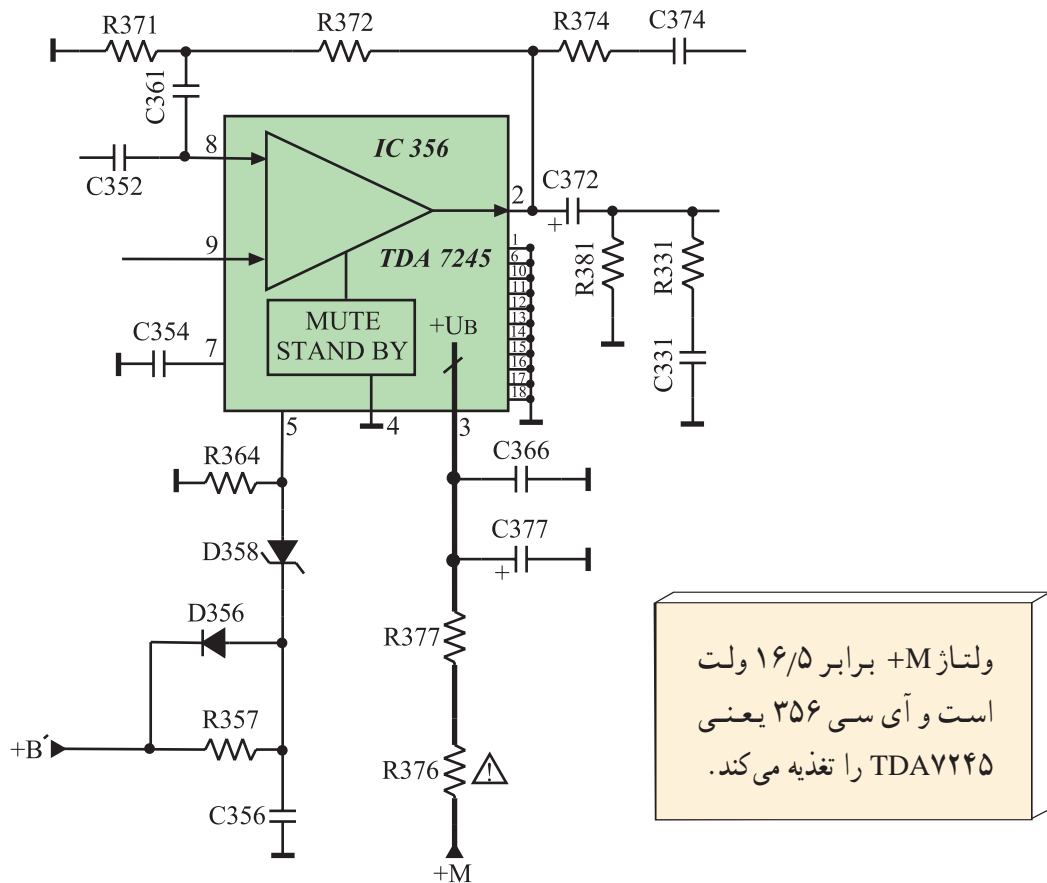 R371
R372
R374
C374
C361
8
IC 356
C352
2
C372
+
9
TDA 7245
1
6
10
11
12
13
14
15
16
17
18
R381
R331
C331
MUTE
STAND BY
+UB
C354
7
5
4
3
R364
C366
D358
C377
+
D356
R377
R357
+B´
R376
!
C356
+M
ولتاژ M+ برابر ۱۶/۵ ولت
است و آی سی ۳۵۶ یعنی
TDA۷۲۴۵ را تغذیه می‌کند.